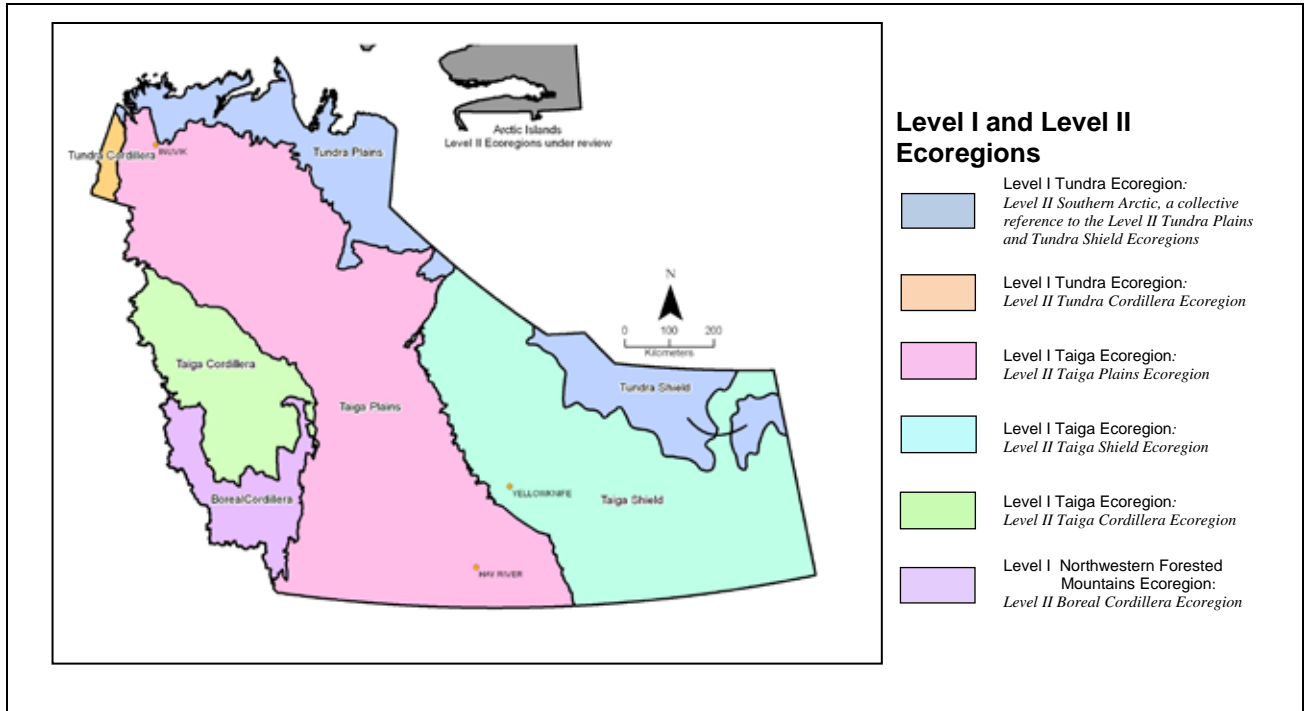 Arctic Islands
Level II Ecoregions under review
Tundra Cordillera
INUVIK
Tundra Plains
N
0 100 200
Kilometers
Taiga Cordillera
Taiga Plains
Tundra Shield
BorealCordillera
YELLOWKNIFE
Taiga Shield
HAY RIVER
Level I and Level II
Ecoregions
Level I Tundra Ecoregion:
Level II Southern Arctic, a collective
reference to the Level II Tundra Plains
and Tundra Shield Ecoregions
Level I Tundra Ecoregion:
Level II Tundra Cordillera Ecoregion
Level I Taiga Ecoregion:
Level II Taiga Plains Ecoregion
Level I Taiga Ecoregion:
Level II Taiga Shield Ecoregion
Level I Taiga Ecoregion:
Level II Taiga Cordillera Ecoregion
Level I Northwestern Forested
Mountains Ecoregion:
Level II Boreal Cordillera Ecoregion